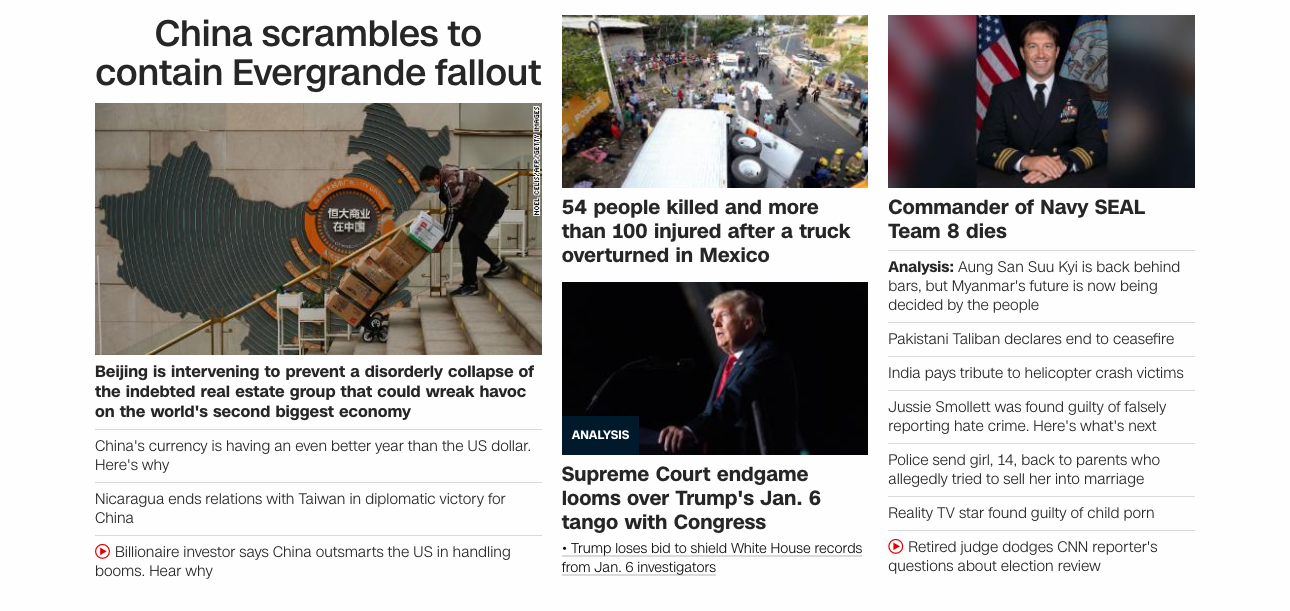 China scrambles to
contain Evergrande fallout
NOEL CELIS/AFP/GETTY IMAGES
恒大商业
在中国
Beijing is intervening to prevent a disorderly collapse of
the indebted real estate group that could wreak havoc
on the world's second biggest economy
China's currency is having an even better year than the US dollar.
Here's why
Nicaragua ends relations with Taiwan in diplomatic victory for
China
Billionaire investor says China outsmarts the US in handling
booms. Hear why
54 people killed and more
than 100 injured after a truck
overturned in Mexico
ANALYSIS
Supreme Court endgame
looms over Trump's Jan. 6
tango with Congress
• Trump loses bid to shield White House records
from Jan. 6 investigators
Commander of Navy SEAL
Team 8 dies
Analysis: Aung San Suu Kyi is back behind
bars, but Myanmar's future is now being
decided by the people
Pakistani Taliban declares end to ceasefire
India pays tribute to helicopter crash victims
Jussie Smollett was found guilty of falsely
reporting hate crime. Here's what's next
Police send girl, 14, back to parents who
allegedly tried to sell her into marriage
Reality TV star found guilty of child porn
Retired judge dodges CNN reporter's
questions about election review